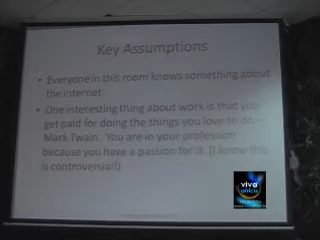 Key Assumptions
• Everyone in this room knows something about
the internet
• One interesting thing about work is that you
get paid for doing the things you love to do –
Mark Twain. You are in your profession
because you have a passion for it. (I know this
is controversial!)
viva
africa